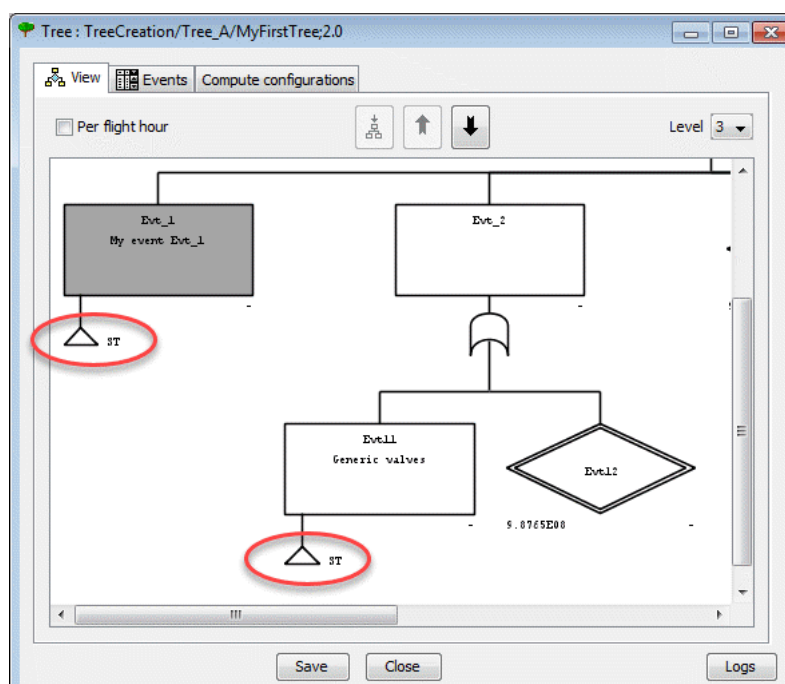 Tree : TreeCreation/Tree_A/MyFirstTree;2.0
View Events Compute configurations
Per flight hour Level 3
Evt_1 Evt_2
My event Evt_1
- -
ST
Evt11
Generic valves
Evt12
- 9.8765E08 -
ST
Save Close Logs